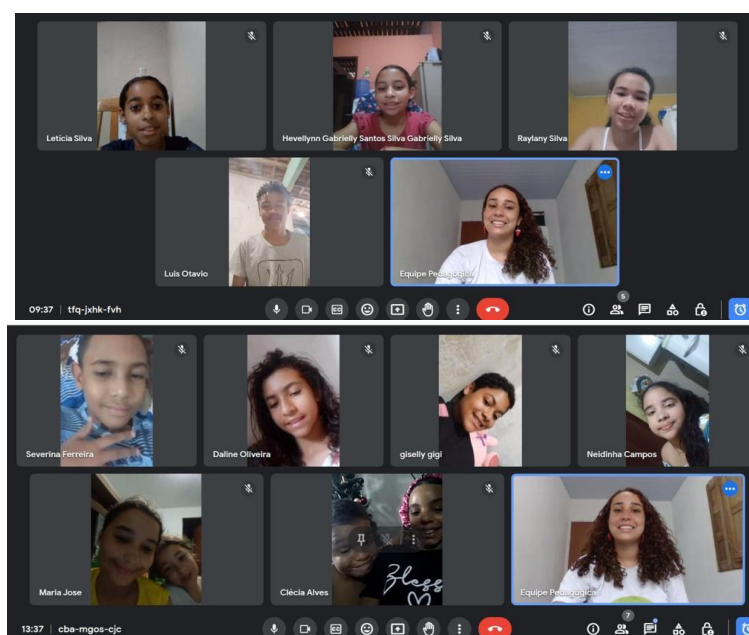 Letícia Silva
Hevellynn Gabrielly Santos Silva Gabrielly Silva
Raylany Silva
Luis Otavio
Equipe Pedagógica
09:37 | tfq-jxhk-fvh
CC
5
Severina Ferreira
Daline Oliveira
giselly gigi
Neidinha Campos
Maria Jose
Clécia Alves
Bless
Equipe Pedagógica
13:37 | cba-mgos-cjc
CC
7